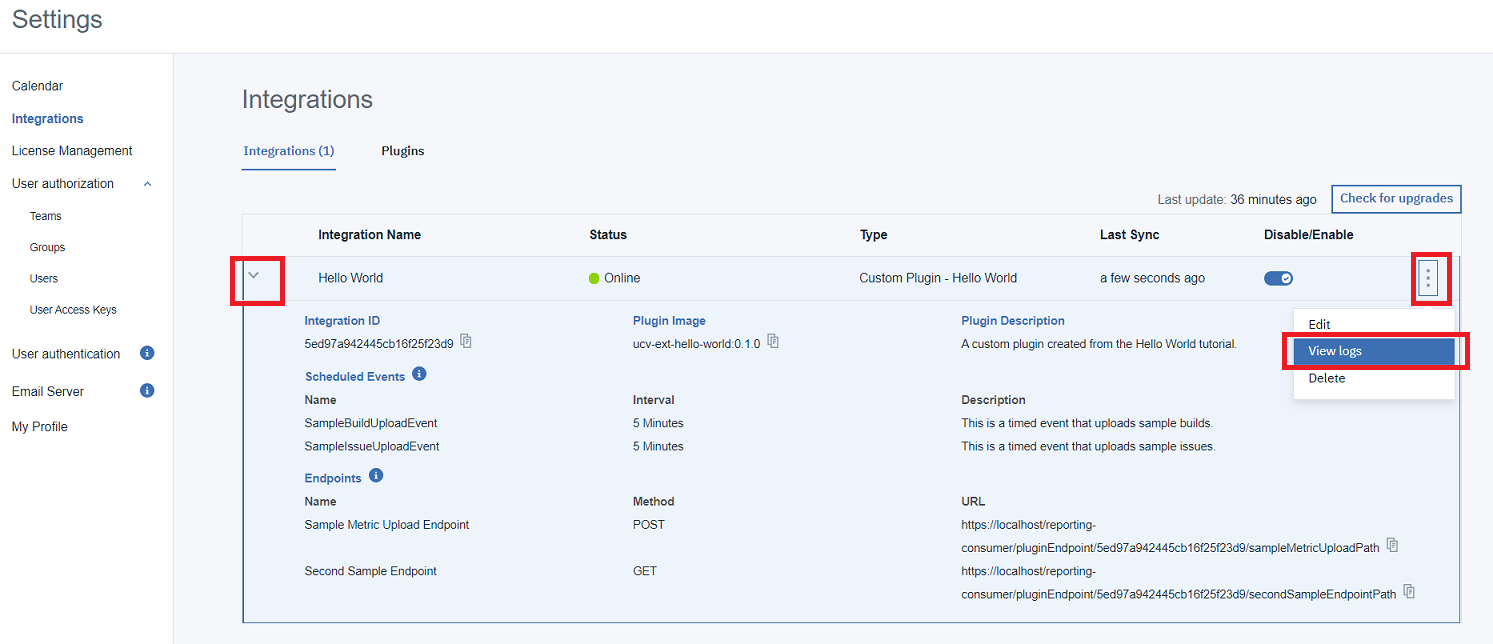 Settings
Calendar
Integrations
License Management
User authorization
Teams
Groups
Users
User Access Keys
User authentication
Email Server
My Profile
Integrations
Integrations (1) Plugins
Last update: 36 minutes ago Check for upgrades
Integration Name Status Type Last Sync Disable/Enable
Hello World Online Custom Plugin - Hello World a few seconds ago
Edit
View logs
Delete
Integration ID Plugin Image Plugin Description
5ed97a942445cb16f25f23d9 ucv-ext-hello-world:0.1.0 A custom plugin created from the Hello World tutorial.
Scheduled Events
Name Interval Description
SampleBuildUploadEvent 5 Minutes This is a timed event that uploads sample builds.
SampleIssueUploadEvent 5 Minutes This is a timed event that uploads sample issues.
Endpoints
Name Method URL
Sample Metric Upload Endpoint POST https://localhost/reporting-
consumer/pluginEndpoint/5ed97a942445cb16f25f23d9/sampleMetricUploadPath
Second Sample Endpoint GET https://localhost/reporting-
consumer/pluginEndpoint/5ed97a942445cb16f25f23d9/secondSampleEndpointPath